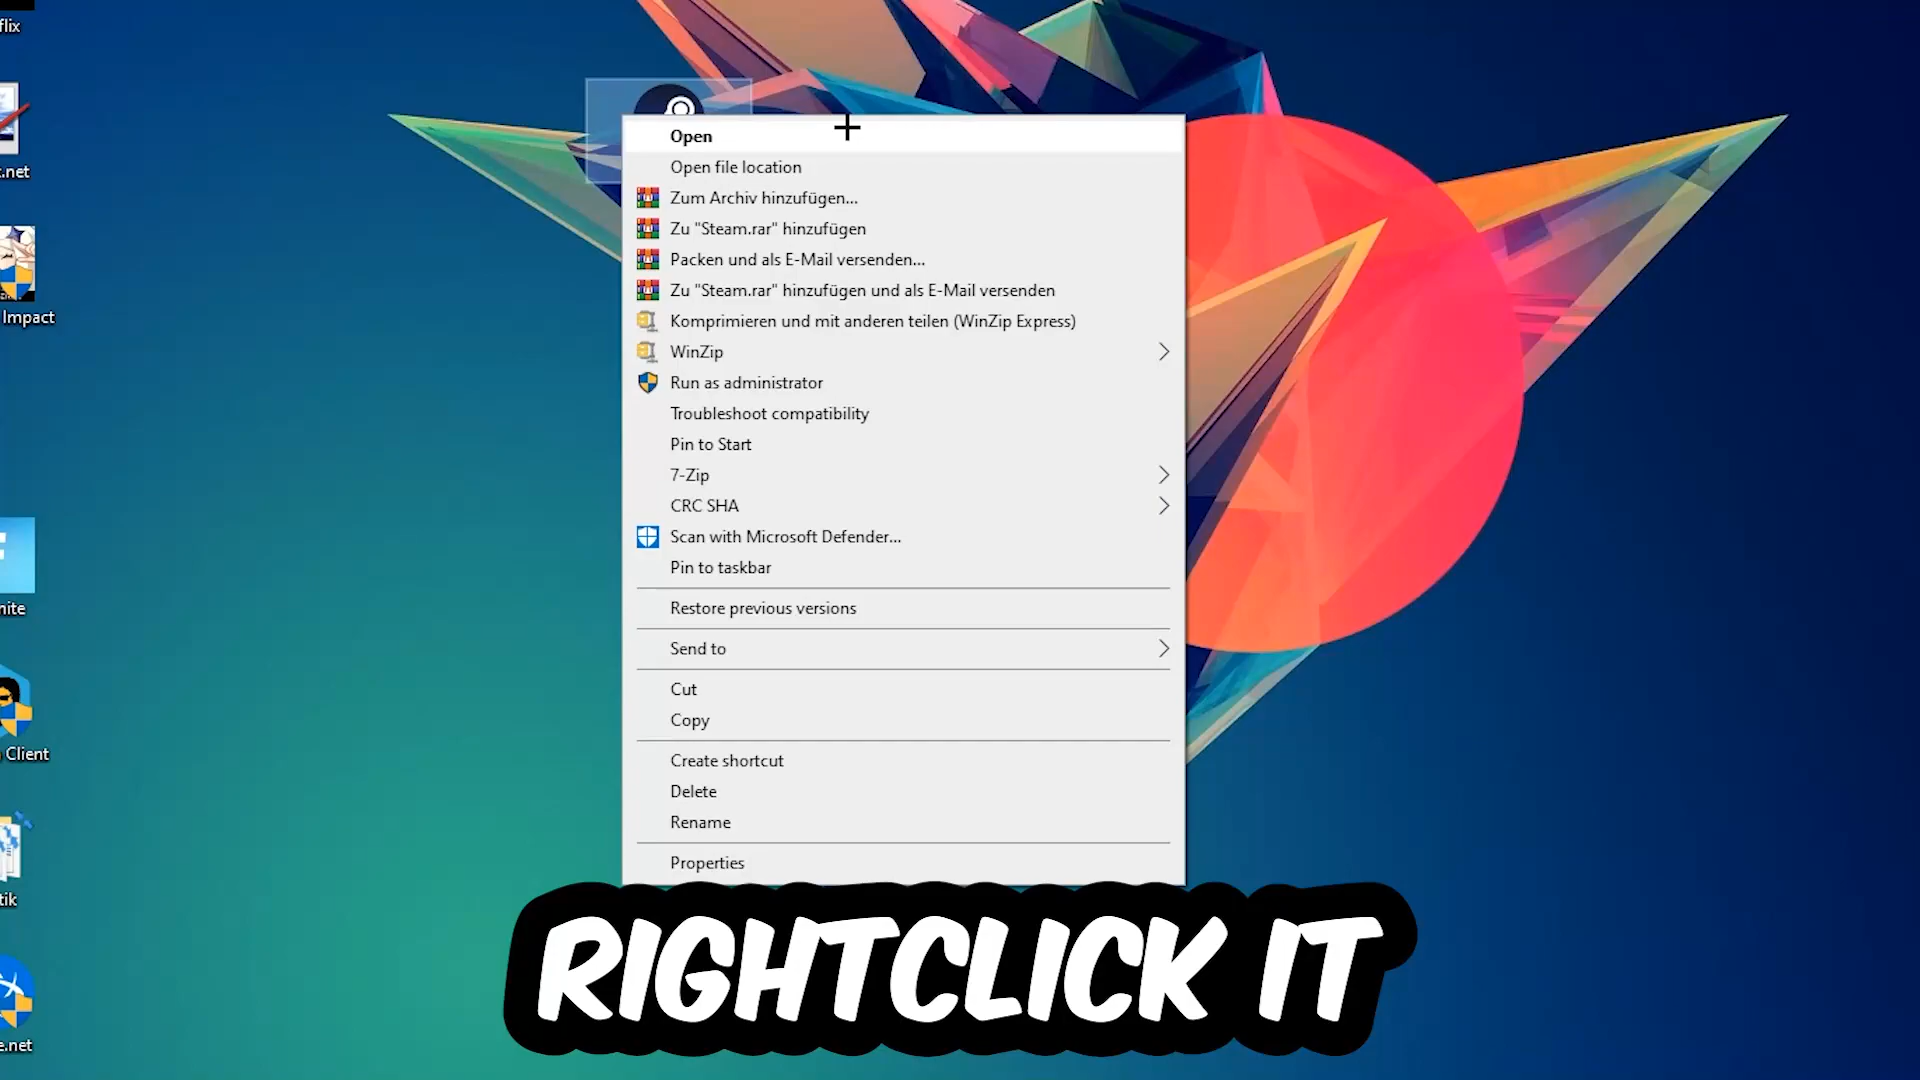 flix
.net
Impact
nite
Client
tik
e.net
Open
Open file location
Zum Archiv hinzufügen...
Zu "Steam.rar" hinzufügen
Packen und als E-Mail versenden...
Zu "Steam.rar" hinzufügen und als E-Mail versenden
Komprimieren und mit anderen teilen (WinZip Express)
WinZip
Run as administrator
Troubleshoot compatibility
Pin to Start
7-Zip
CRC SHA
Scan with Microsoft Defender...
Pin to taskbar
Restore previous versions
Send to
Cut
Copy
Create shortcut
Delete
Rename
Properties
RIGHTCLICK IT